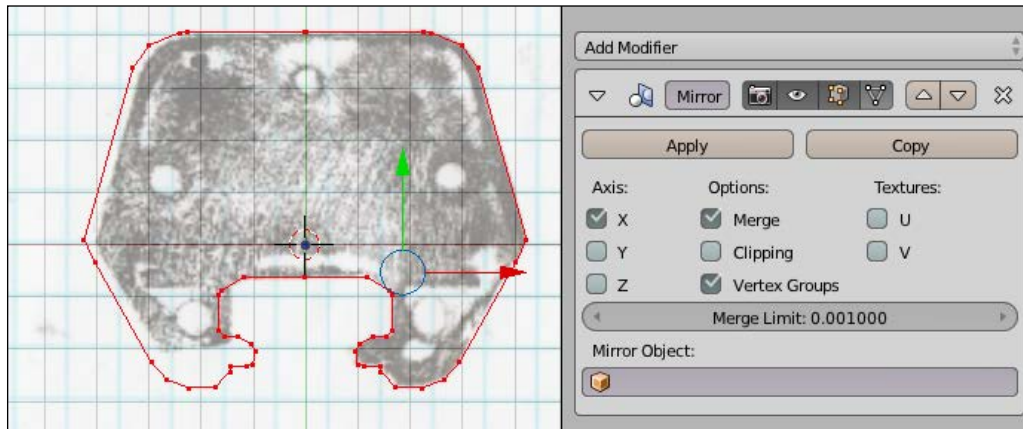 Add Modifier
Mirror
Apply Copy
Axis: Options: Textures:
X Merge U
Y Clipping V
Z Vertex Groups
Merge Limit: 0.001000
Mirror Object: